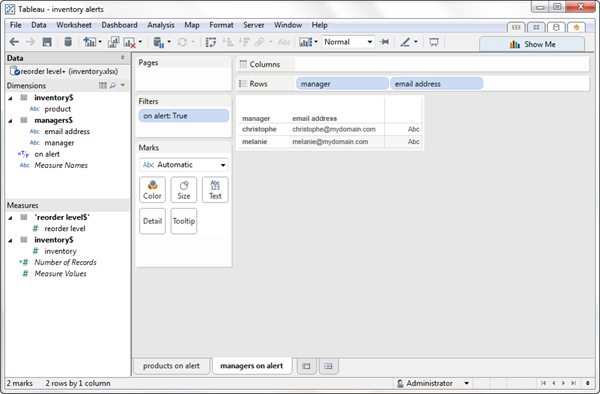 Tableau - inventory alerts
File Data Worksheet Dashboard Analysis Map Format Server Window Help
Abc Normal
Show Me
Data
reorder level+ (inventory.xlsx)
Dimensions
inventory$
Abc product
managers$
Abc email address
Abc manager
on alert
Abc Measure Names
Measures
'reorder level$'
# reorder level
inventory$
# inventory
# Number of Records
# Measure Values
Pages
Filters
on alert: True
Marks
Abc Automatic
Color Size Abc 123 Text
Detail Tooltip
Columns
Rows manager email address
manager email address
christophe christophe@mydomain.com Abc
melanie melanie@mydomain.com Abc
products on alert managers on alert
2 marks 2 rows by 1 column Administrator